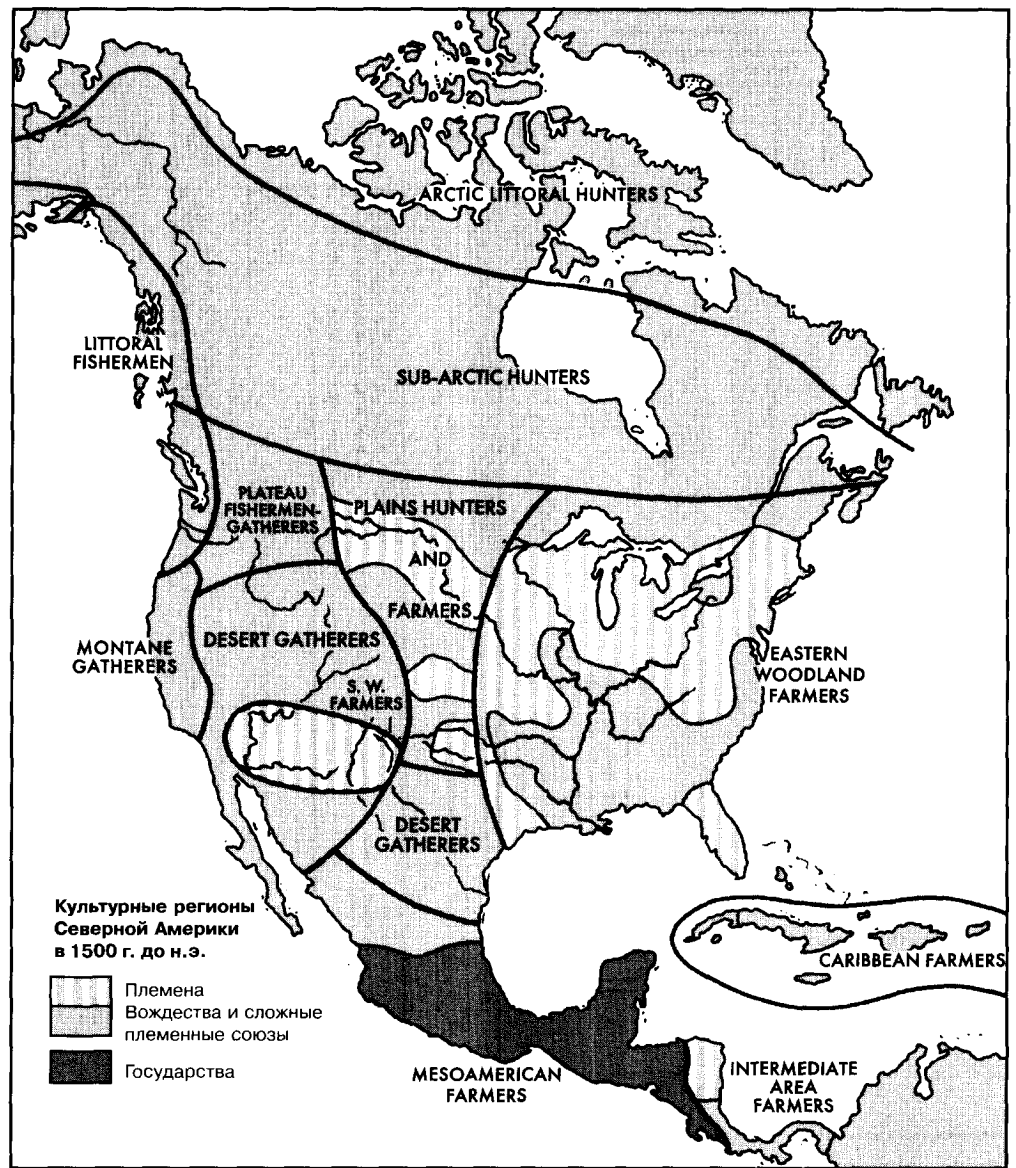 ARCTIC LITTORAL HUNTERS
LITTORAL
FISHERMEN
SUB-ARCTIC HUNTERS
PLATEAU
FISHERMEN-
GATHERERS
PLAINS HUNTERS
AND
FARMERS
DESERT GATHERERS
MONTANE
GATHERERS
S. W.
FARMERS
EASTERN
WOODLAND
FARMERS
DESERT
GATHERERS
Культурные регионы
Северной Америки
в 1500 г. до н.э.
Племена
Вождества и сложные
племенные союзы
Государства
CARIBBEAN FARMERS
MESOAMERICAN
FARMERS
INTERMEDIATE
AREA
FARMERS